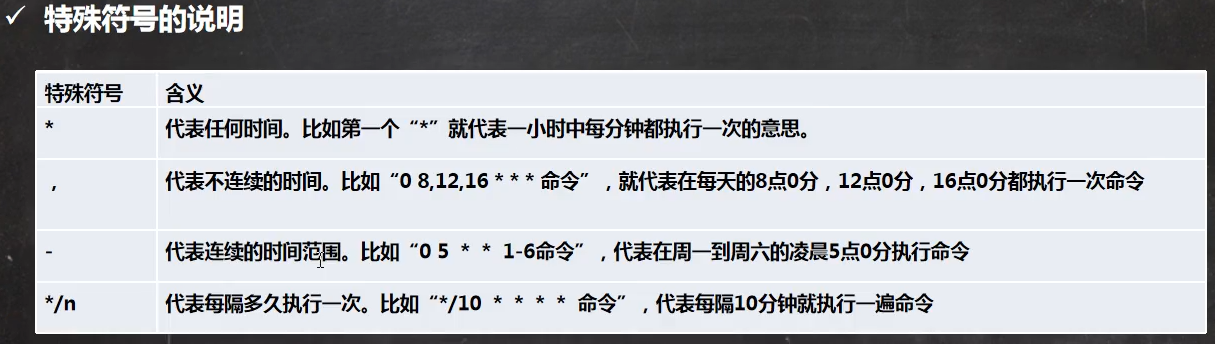 ✓ 特殊符号的说明
特殊符号 含义
* 代表任何时间。比如第一个“*”就代表一小时中每分钟都执行一次的意思。
， 代表不连续的时间。比如“0 8,12,16 * * * 命令”，就代表在每天的8点0分，12点0分，16点0分都执行一次命令
- 代表连续的时间范围。比如“0 5 * * 1-6命令”，代表在周一到周六的凌晨5点0分执行命令
*/n 代表每隔多久执行一次。比如“*/10 * * * * 命令”，代表每隔10分钟就执行一遍命令